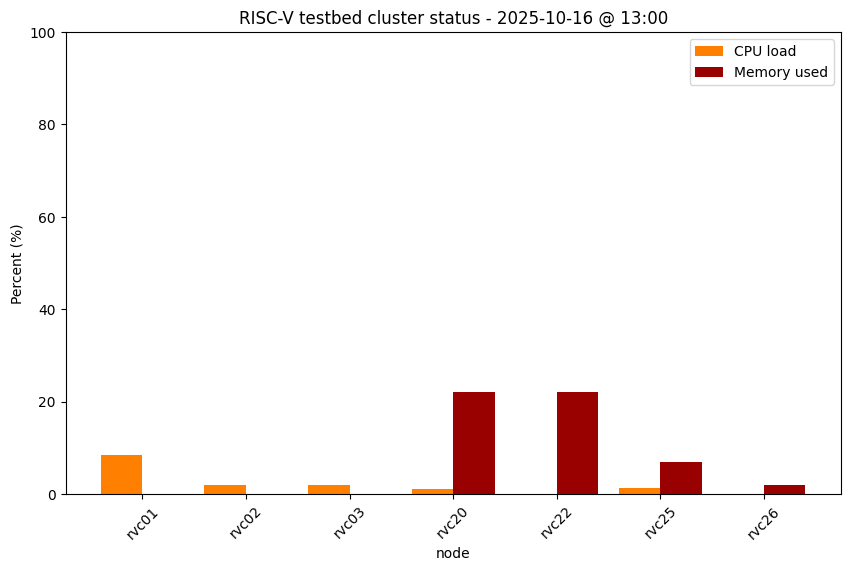 RISC-V testbed cluster status - 2025-10-16 @ 13:00
CPU load
Memory used
Percent (%)
100
80
60
40
20
0
rvc01
rvc02
rvc03
rvc20
rvc22
rvc25
rvc26
node